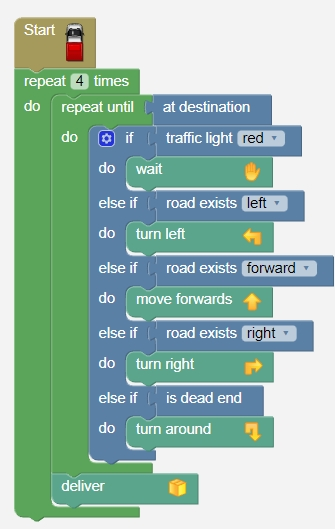 Start
repeat 4 times
do repeat until at destination
do if traffic light red
do wait
else if road exists left
do turn left
else if road exists forward
do move forwards
else if road exists right
do turn right
else if is dead end
do turn around
deliver